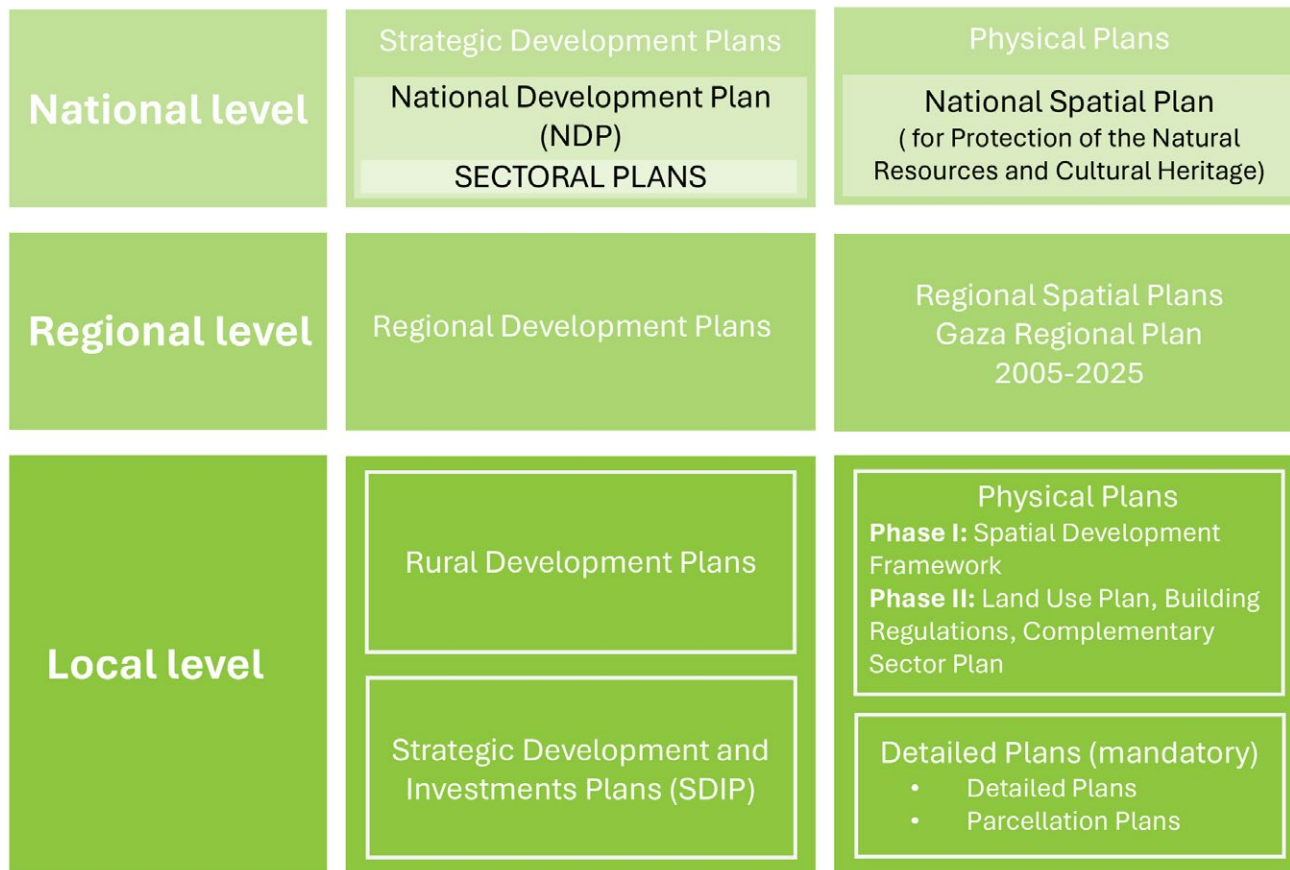 National level
Strategic Development Plans
National Development Plan
(NDP)
SECTORAL PLANS
Physical Plans
National Spatial Plan
( for Protection of the Natural
Resources and Cultural Heritage)
Regional level
Regional Development Plans
Regional Spatial Plans
Gaza Regional Plan
2005-2025
Local level
Rural Development Plans
Strategic Development and
Investments Plans (SDIP)
Physical Plans
Phase I: Spatial Development
Framework
Phase II: Land Use Plan, Building
Regulations, Complementary
Sector Plan
Detailed Plans (mandatory)
• Detailed Plans
• Parcellation Plans